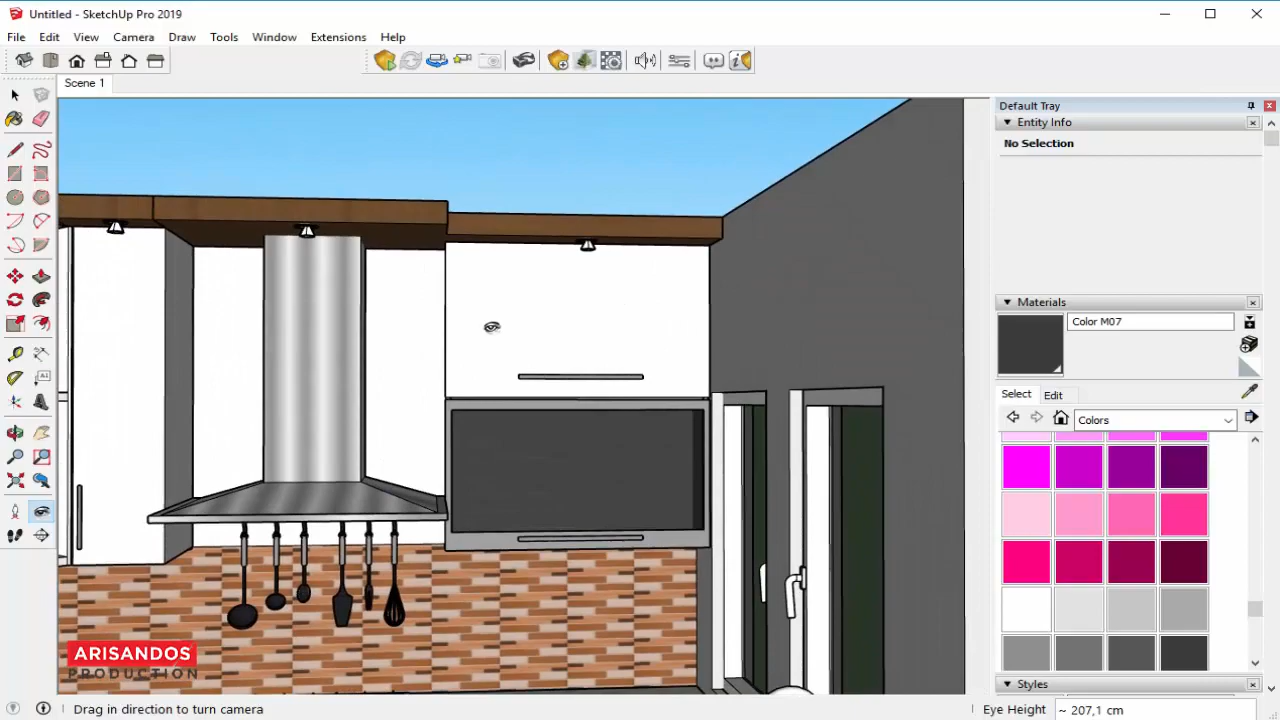 Untitled - SketchUp Pro 2019
File Edit View Camera Draw Tools Window Extensions Help
Scene 1
Default Tray
Entity Info
No Selection
Materials
Color M07
Select Edit
Colors
Styles
ARISANDOS
PRODUCTION
Drag in direction to turn camera
Eye Height ~ 207,1 cm